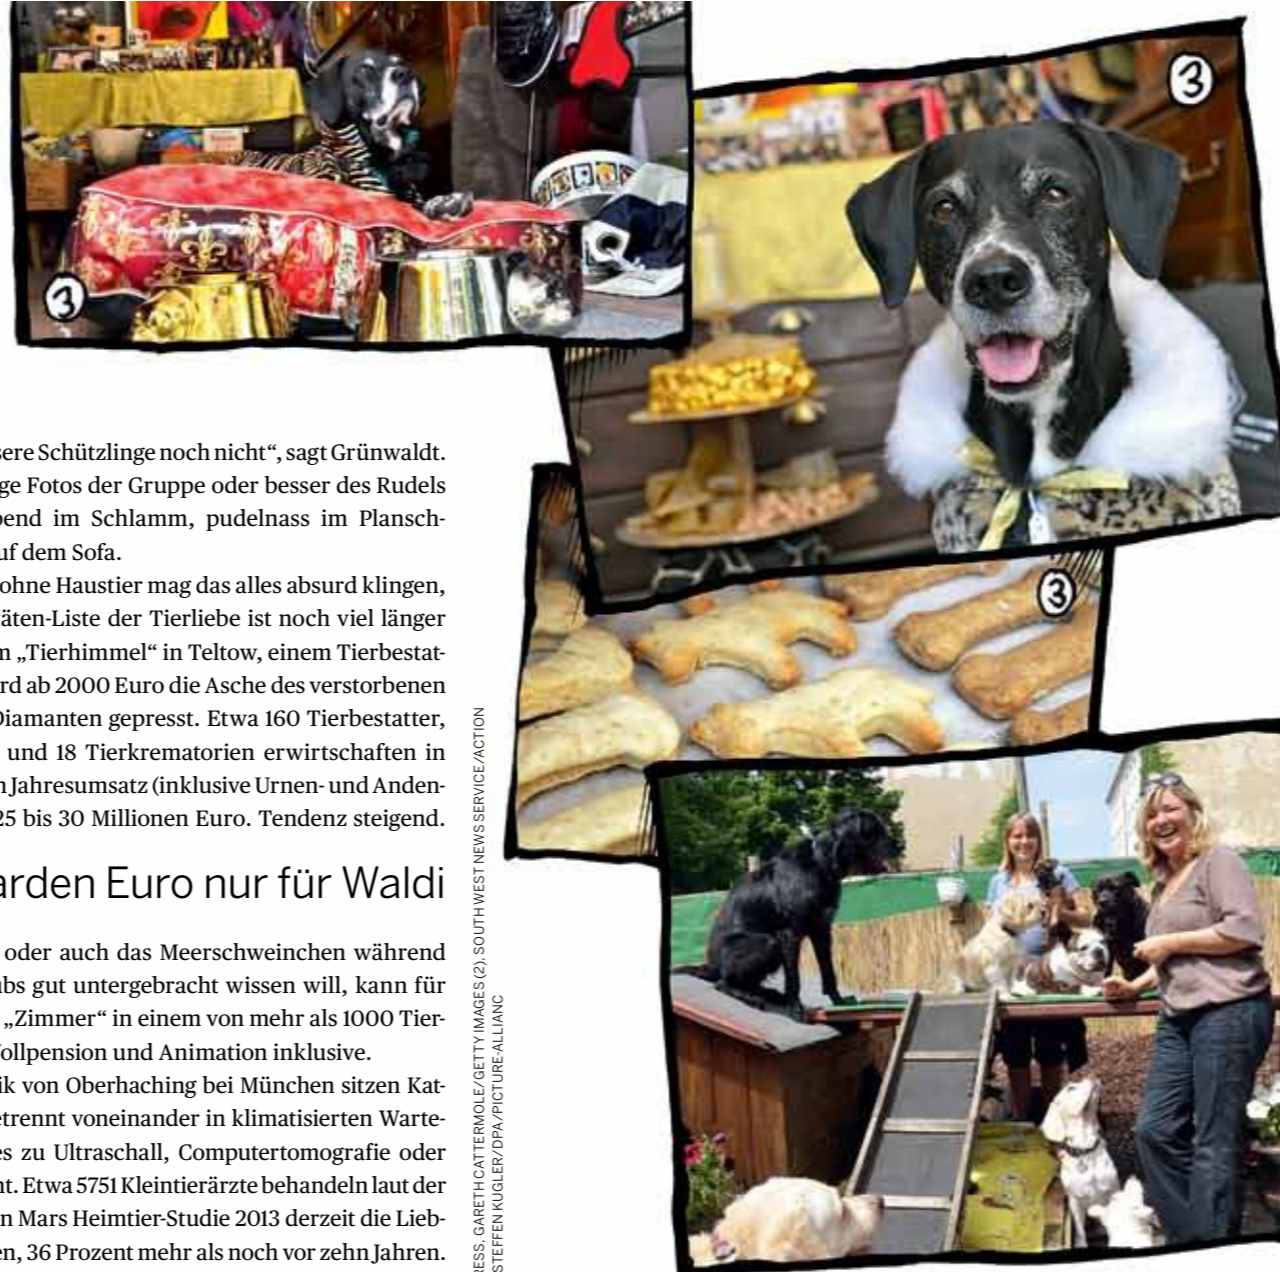 3
3
3
sere Schützlinge noch nicht“, sagt Grünwaldt.
ge Fotos der Gruppe oder besser des Rudels
bend im Schlamm, pudelnass im Plansch-
uf dem Sofa.
ohne Haustier mag das alles absurd klingen,
täten-Liste der Tierliebe ist noch viel länger
m „Tierhimmel“ in Teltow, einem Tierbestat-
rd ab 2000 Euro die Asche des verstorbenen
Diamanten gepresst. Etwa 160 Tierbestatter,
und 18 Tierkrematorien erwirtschaften in
n Jahresumsatz (inklusive Urnen- und Anden-
25 bis 30 Millionen Euro. Tendenz steigend.
arden Euro nur für Waldi
oder auch das Meerschweinchen während
ubs gut untergebracht wissen will, kann für
„Zimmer“ in einem von mehr als 1000 Tier-
Vollpension und Animation inklusive.
ik von Oberhaching bei München sitzen Kat-
etrennt voneinander in klimatisierten Warte-
es zu Ultraschall, Computertomografie oder
nt. Etwa 5751 Kleintierärzte behandeln laut der
n Mars Heimtier-Studie 2013 derzeit die Lieb-
en, 36 Prozent mehr als noch vor zehn Jahren.
RESS, GARETH CATTERMOLE/GETTY IMAGES (2), SOUTH WEST NEWS SERVICE/ACTION
STEFFEN KUGLER/DPA/PICTURE-ALLIANC